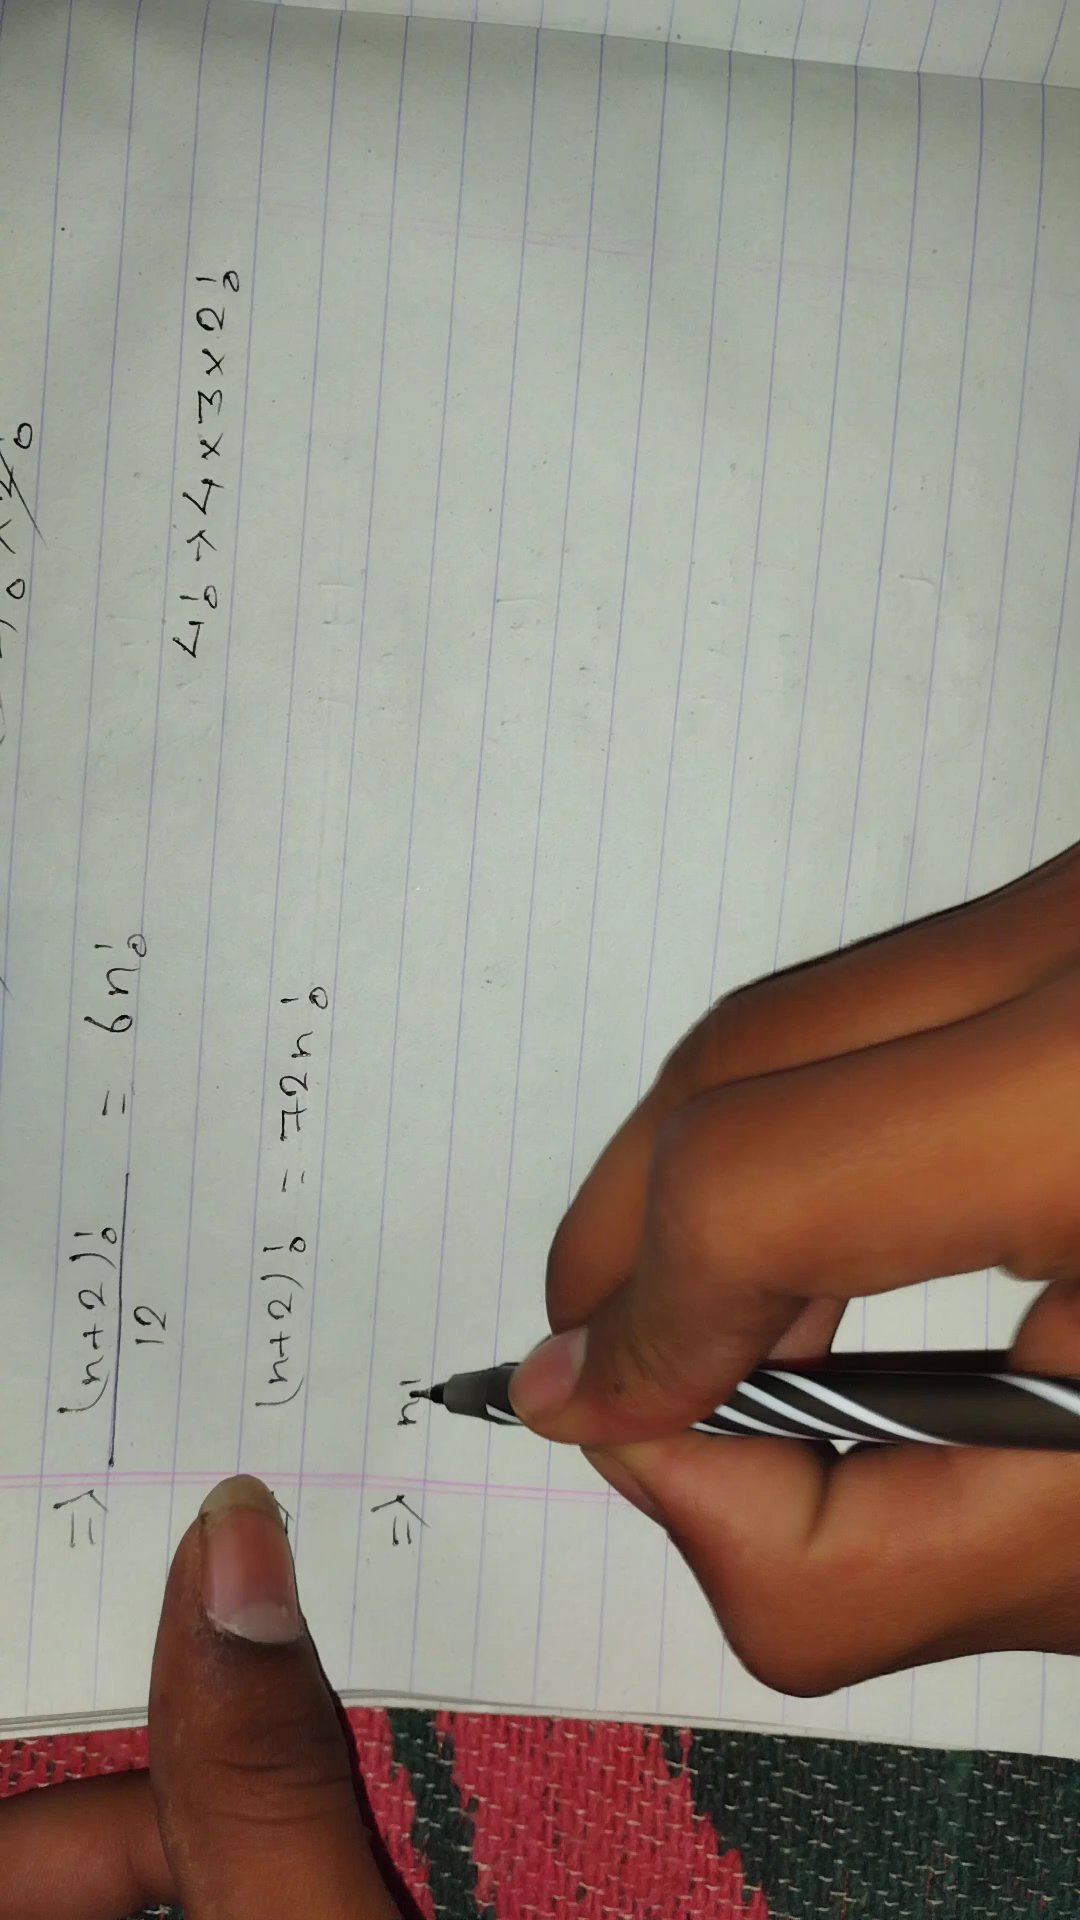 => (n+2)! / 12 = 6n!
4! → 4 × 3 × 2!
(n+2)! = 72n!
=> n